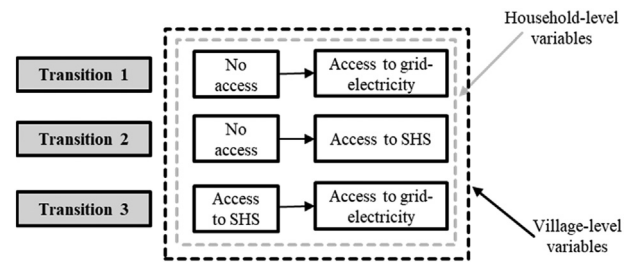 Household-level
variables
Transition 1
No
access
Access to grid-
electricity
Transition 2
No
access
Access to SHS
Transition 3
Access
to SHS
Access to grid-
electricity
Village-level
variables